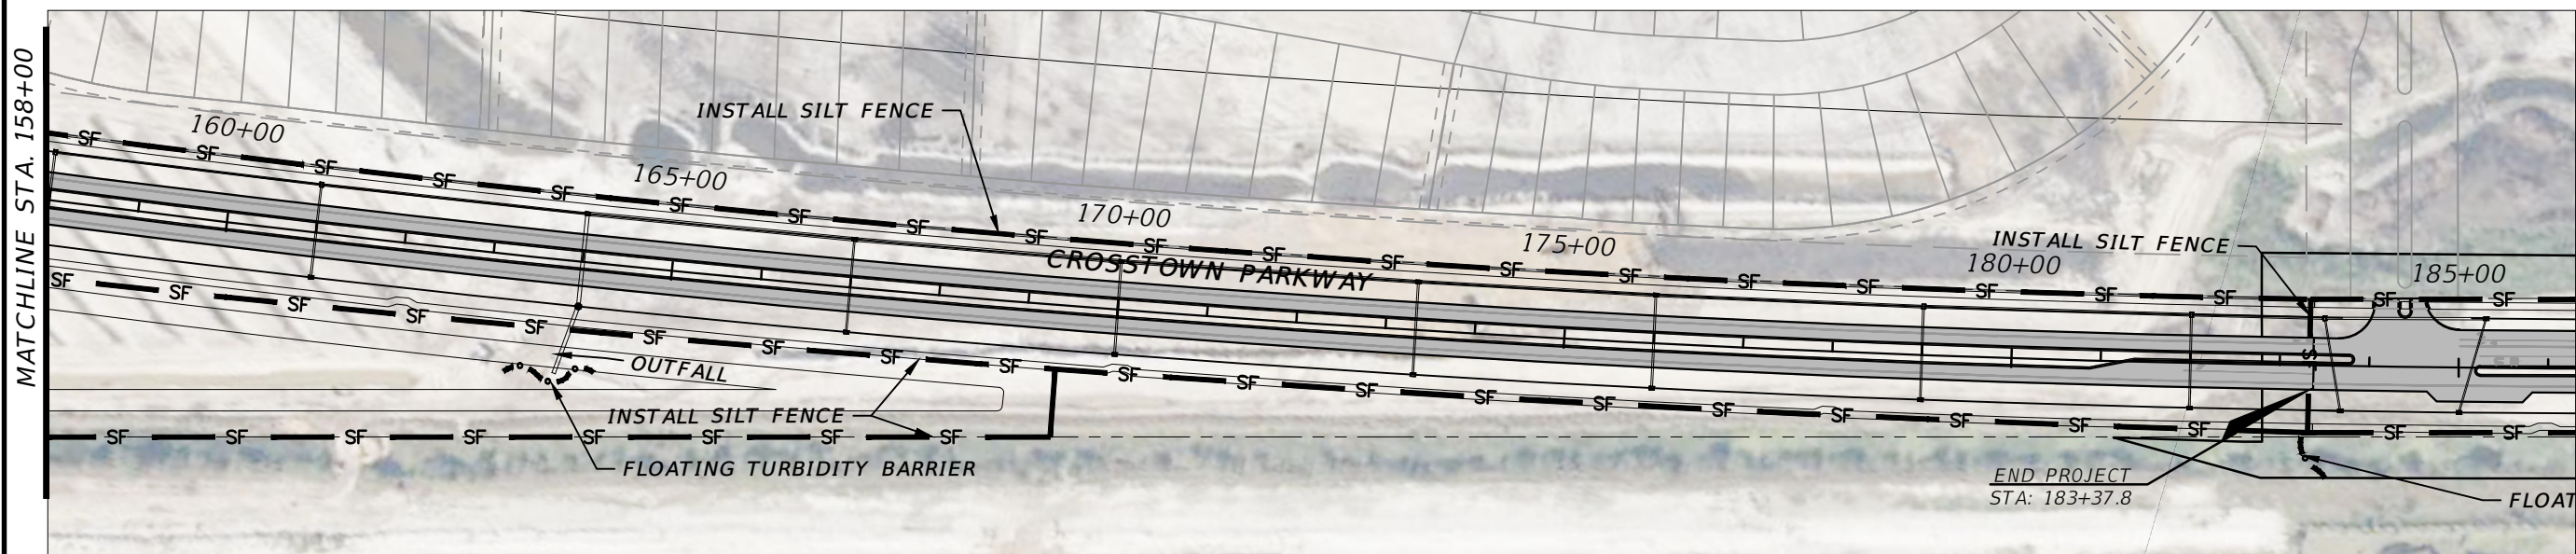 MATCHLINE STA. 158+00
160+00
INSTALL SILT FENCE
165+00
170+00
175+00
INSTALL SILT FENCE
180+00
185+00
CROSSTOWN PARKWAY
SF SF SF SF SF SF SF SF SF SF SF SF SF SF SF SF SF SF SF SF SF
SF SF SF SF SF SF SF SF SF SF SF SF SF SF SF SF SF SF SF SF SF
OUTFALL
INSTALL SILT FENCE
SF SF SF SF SF SF SF SF
FLOATING TURBIDITY BARRIER
END PROJECT
STA: 183+37.8
FLOAT